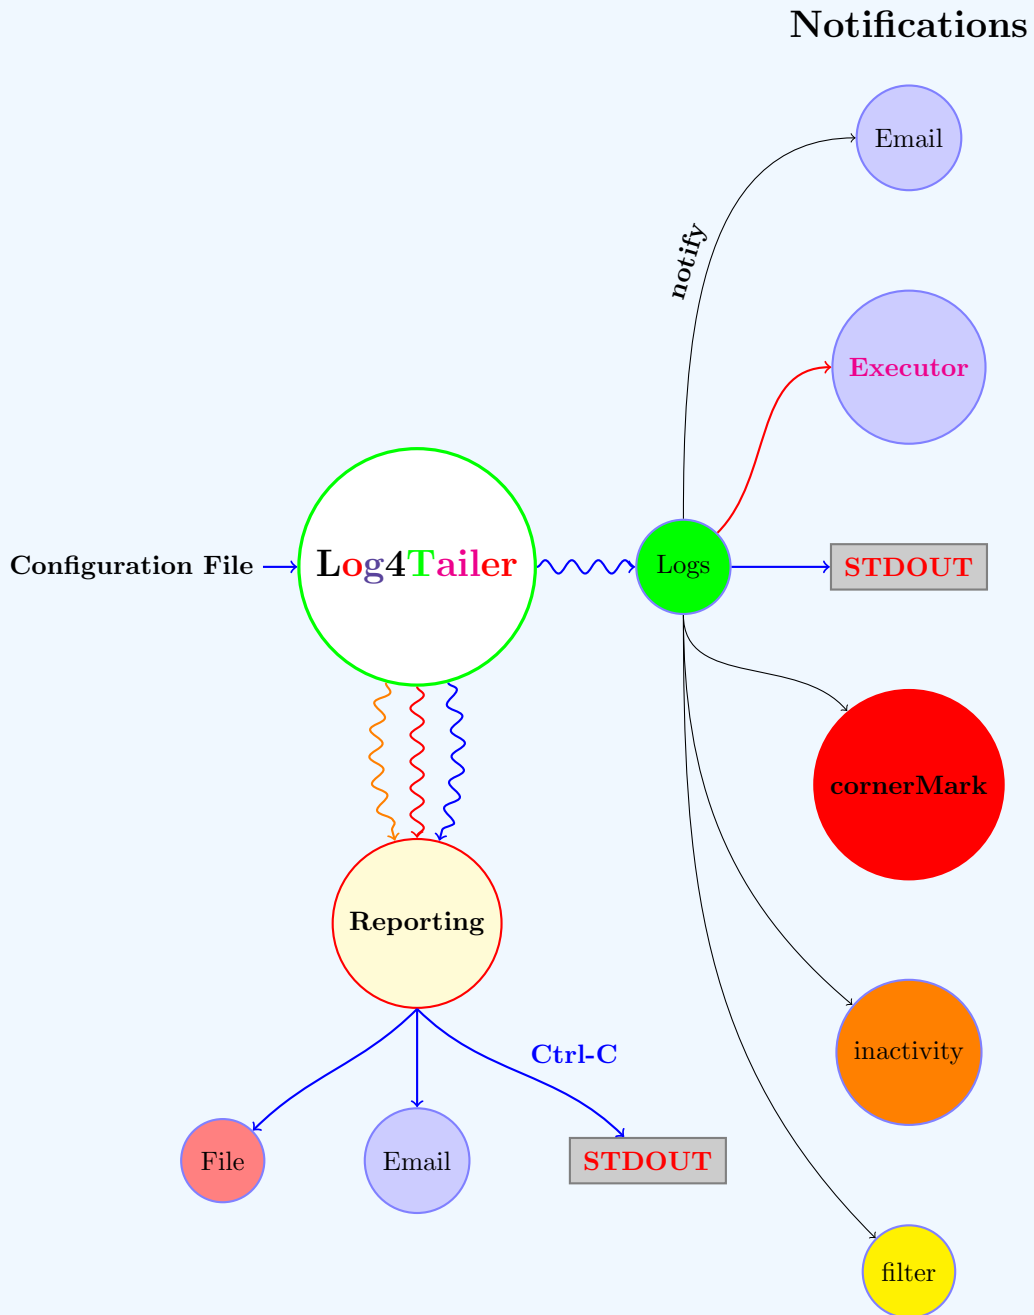 Notifications
Email
notify
Executor
Configuration File
Log4Tailer
Logs
STDOUT
cornerMark
Reporting
inactivity
Ctrl-C
File
Email
STDOUT
filter